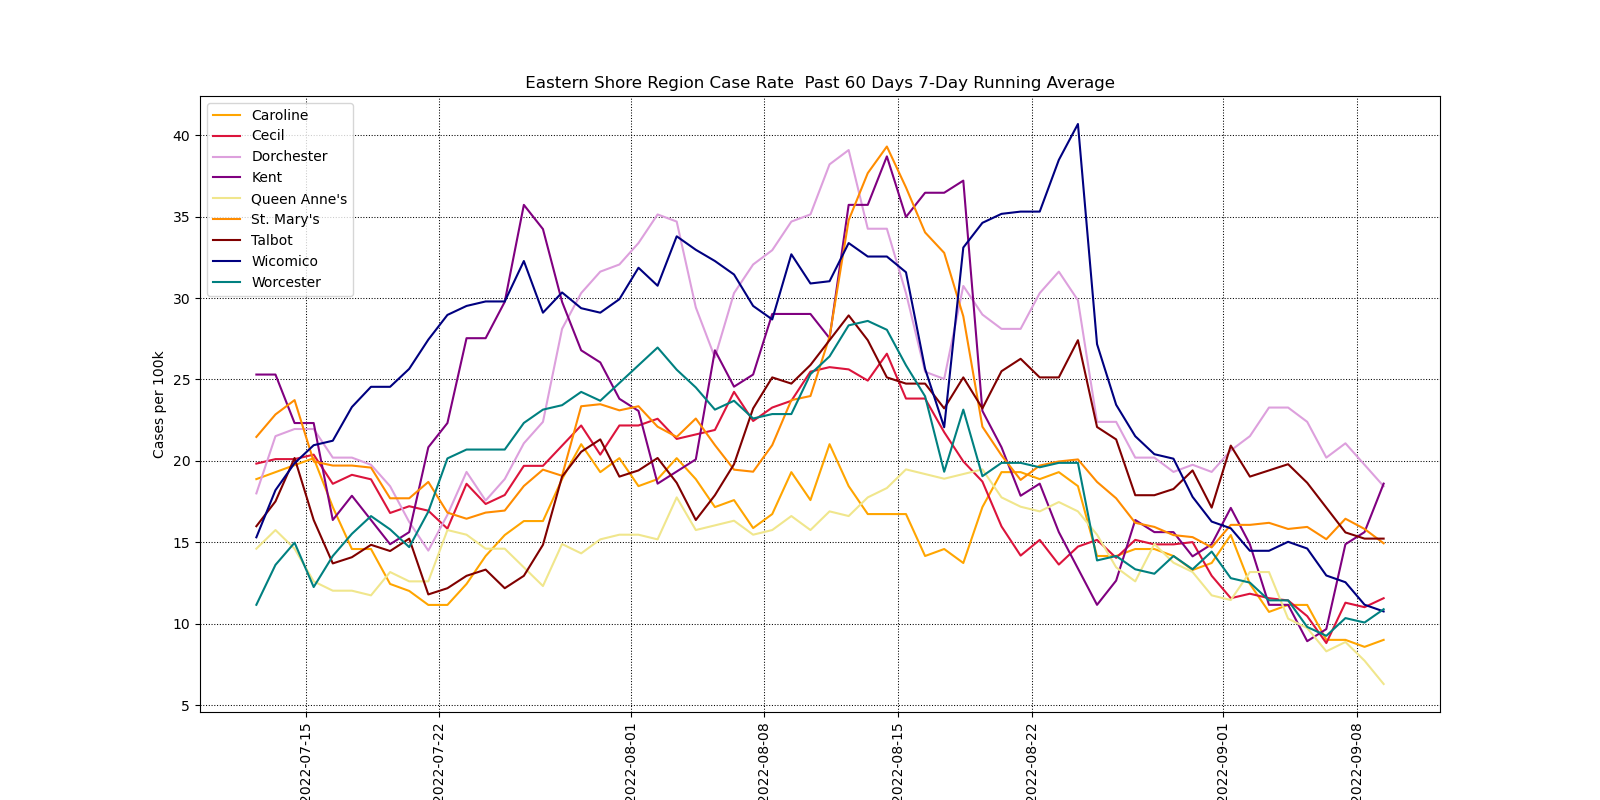 Eastern Shore Region Case Rate  Past 60 Days 7-Day Running Average
Cases per 100k
40
35
30
25
20
15
10
5
Caroline
Cecil
Dorchester
Kent
Queen Anne's
St. Mary's
Talbot
Wicomico
Worcester
2022-07-15
2022-07-22
2022-08-01
2022-08-08
2022-08-15
2022-08-22
2022-09-01
2022-09-08